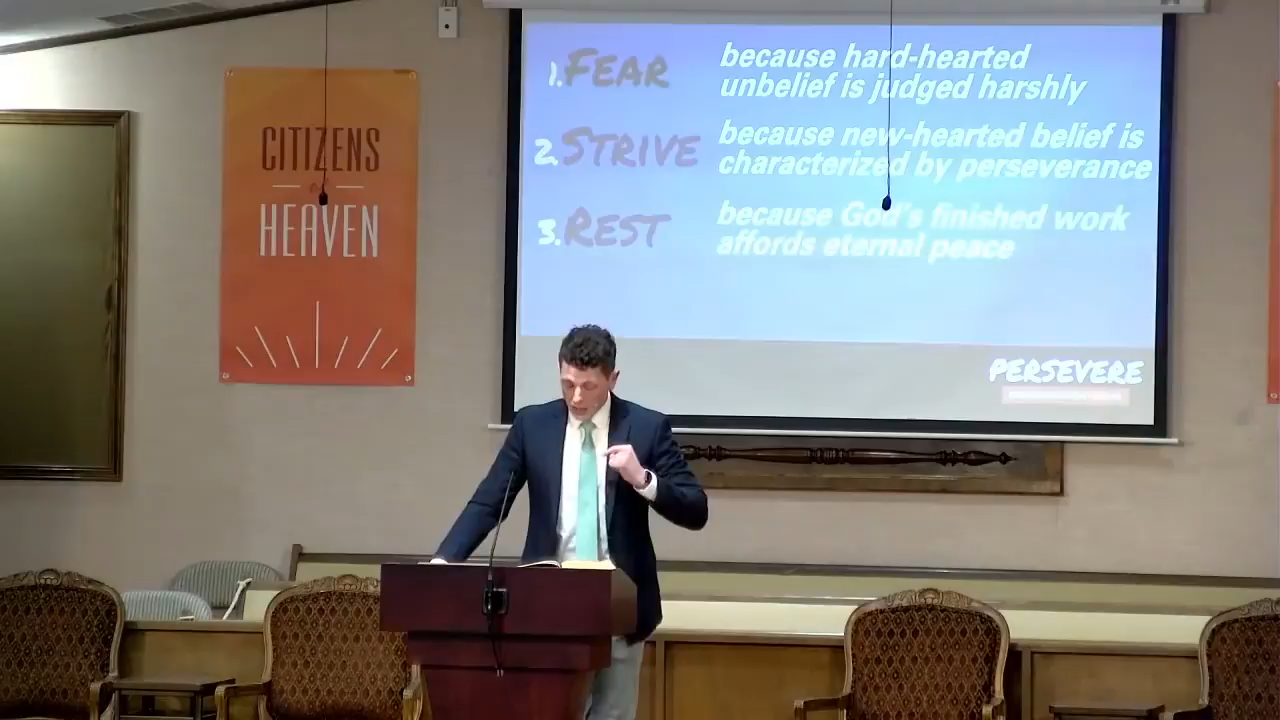 CITIZENS
of
HEAVEN
1. FEAR because hard-hearted
unbelief is judged harshly
2. STRIVE because new-hearted belief is
characterized by perseverance
3. REST because God's finished work
affords eternal peace
PERSEVERE